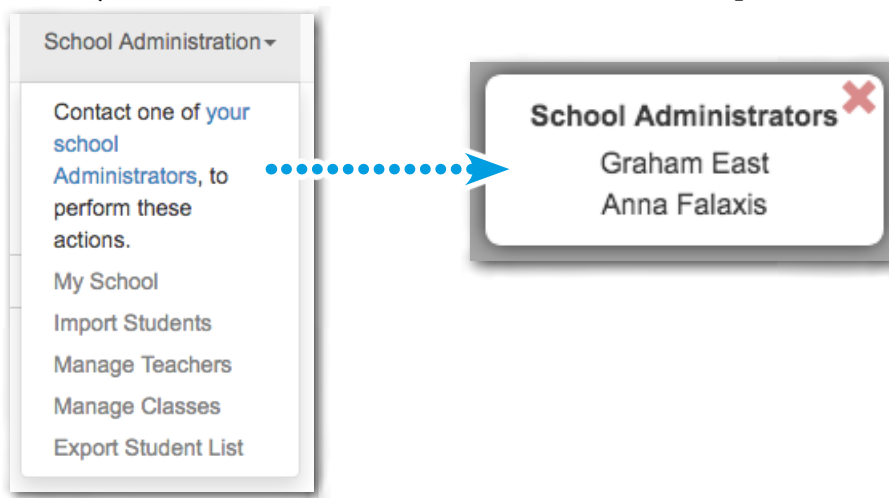 School Administration
Contact one of your
school
Administrators, to
perform these
actions.
My School
Import Students
Manage Teachers
Manage Classes
Export Student List
School Administrators
Graham East
Anna Falaxis